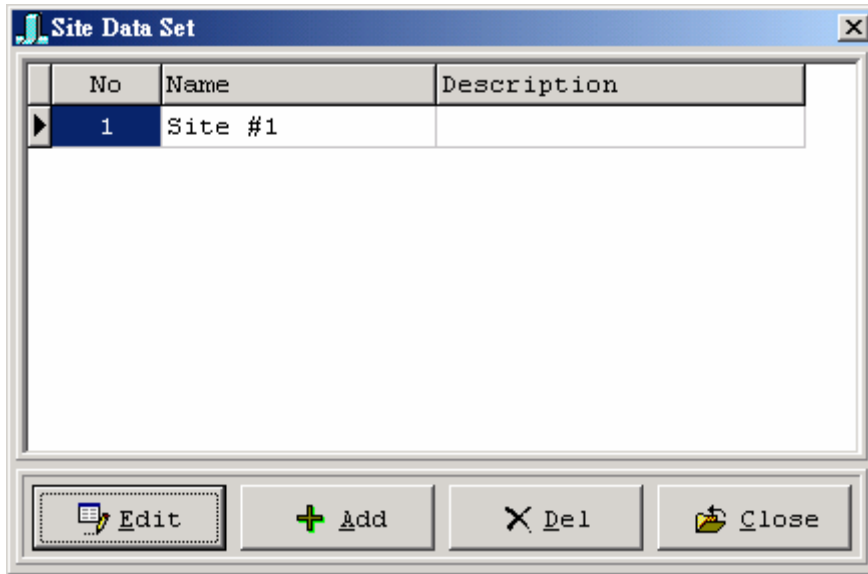 Site Data Set
No Name Description
1 Site #1
Edit Add Del Close